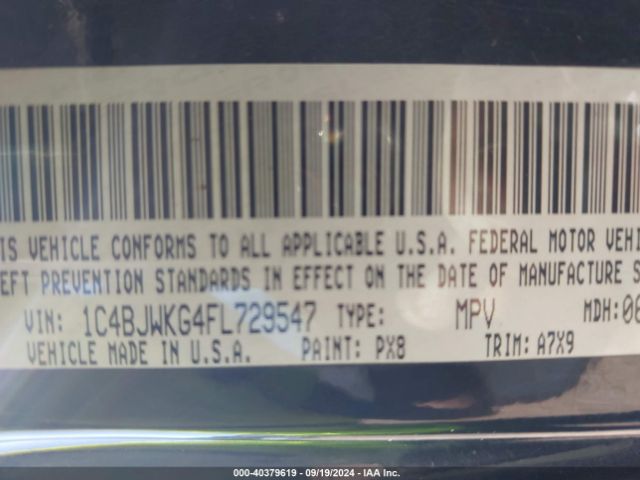 IS VEHICLE CONFORMS TO ALL APPLICABLE U.S.A. FEDERAL MOTOR VEHI
EFT PREVENTION STANDARDS IN EFFECT ON THE DATE OF MANUFACTURE S
VIN: 1C4BJWKG4FL729547 TYPE: MPV MDH:06
VEHICLE MADE IN U.S.A. PAINT: PX8 TRIM: A7X9
000-40379619 - 09/19/2024 - IAA Inc.